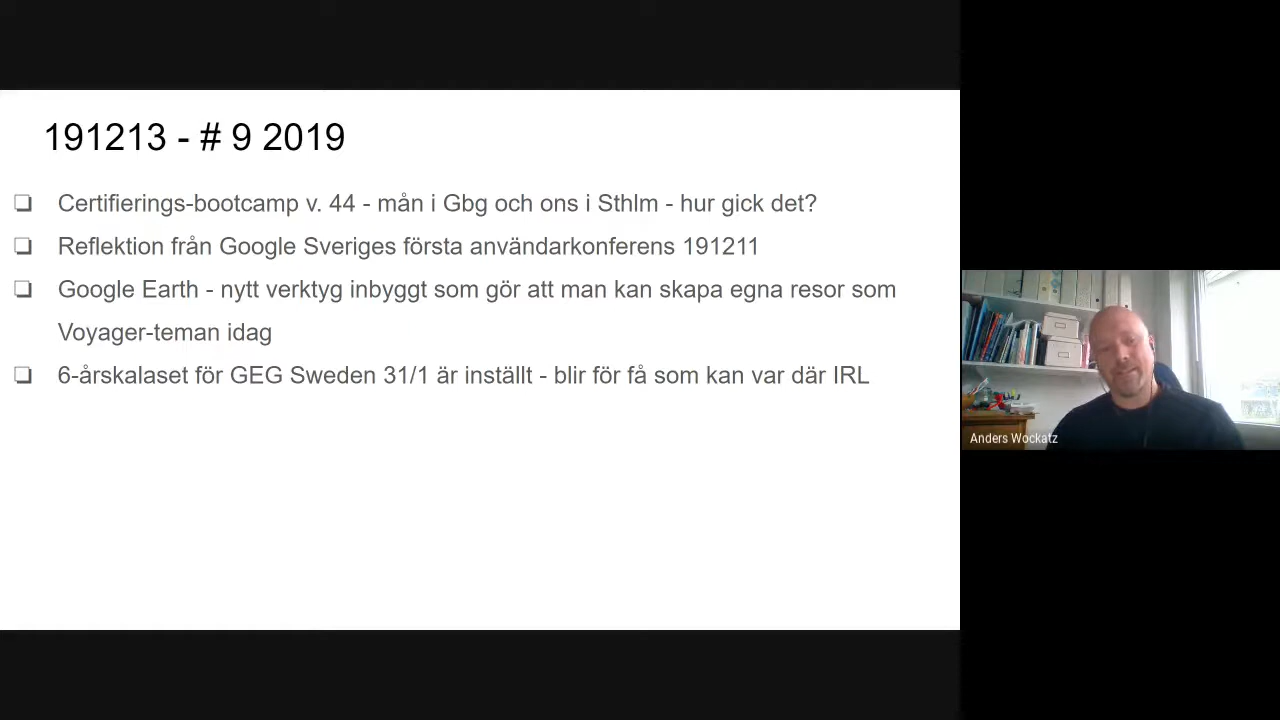 191213 - # 9 2019
Certifierings-bootcamp v. 44 - mån i Gbg och ons i Sthlm - hur gick det?
Reflektion från Google Sveriges första användarkonferens 191211
Google Earth - nytt verktyg inbyggt som gör att man kan skapa egna resor som
Voyager-teman idag
6-årskalaset för GEG Sweden 31/1 är inställt - blir för få som kan var där IRL
Anders Wockatz